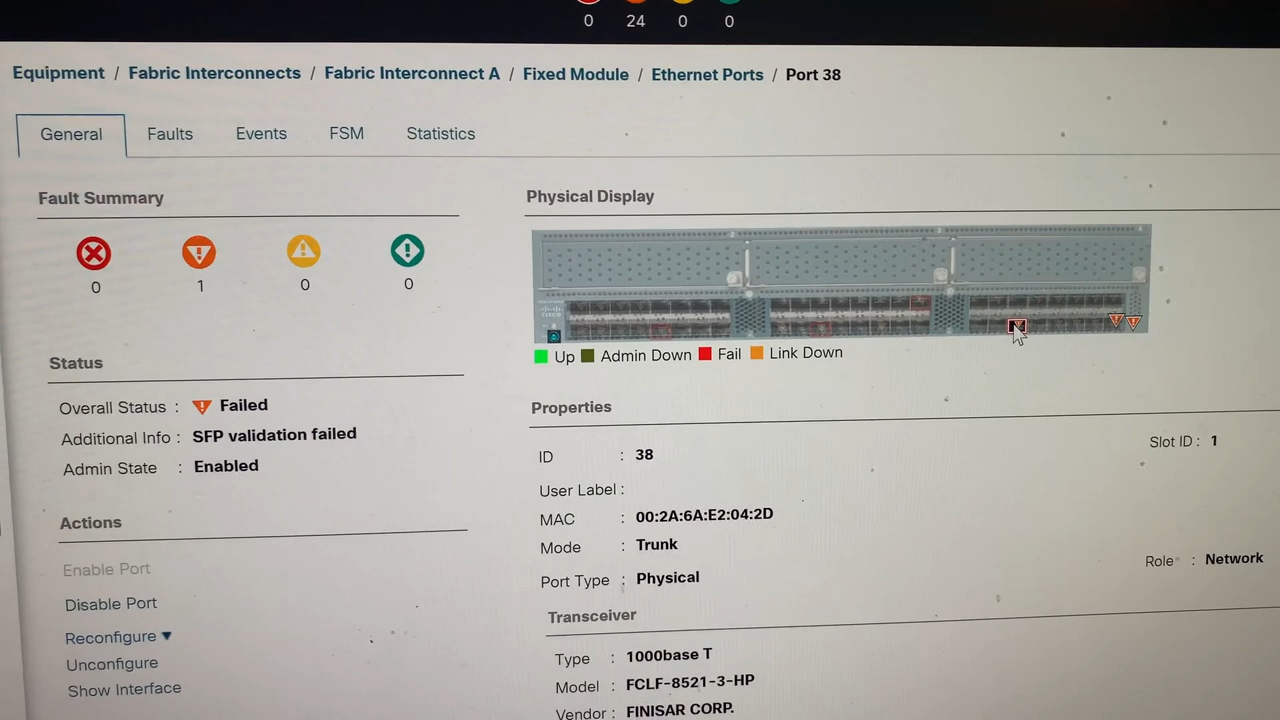 0 24 0 0
Equipment / Fabric Interconnects / Fabric Interconnect A / Fixed Module / Ethernet Ports / Port 38
General Faults Events FSM Statistics
Fault Summary
0 1 0 0
Status
Overall Status : Failed
Additional Info : SFP validation failed
Admin State : Enabled
Actions
Enable Port
Disable Port
Reconfigure
Unconfigure
Show Interface
Physical Display
Up Admin Down Fail Link Down
Properties
ID : 38 Slot ID : 1
User Label :
MAC : 00:2A:6A:E2:04:2D
Mode : Trunk
Port Type : Physical Role : Network
Transceiver
Type : 1000base T
Model : FCLF-8521-3-HP
Vendor : FINISAR CORP.